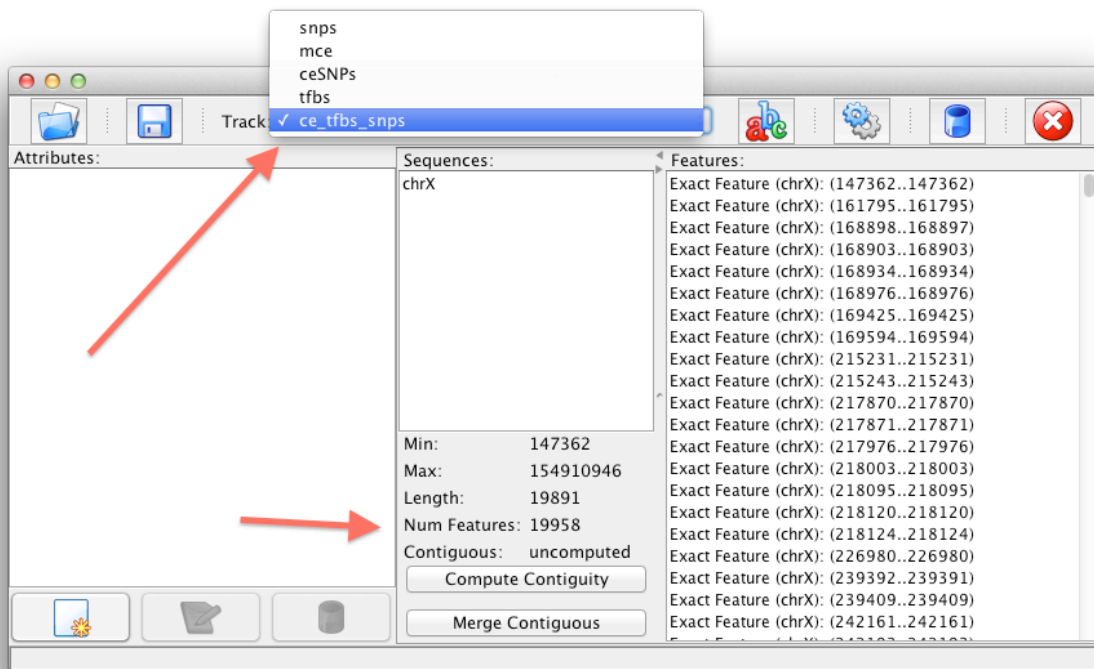 snps
mce
ceSNPs
tfbs
✓ ce_tfbs_snps
Track:
abc
Attributes:
Sequences:
chrX
Min: 147362
Max: 154910946
Length: 19891
Num Features: 19958
Contiguous: uncomputed
Compute Contiguity
Merge Contiguous
Features:
Exact Feature (chrX): (147362..147362)
Exact Feature (chrX): (161795..161795)
Exact Feature (chrX): (168898..168897)
Exact Feature (chrX): (168903..168903)
Exact Feature (chrX): (168934..168934)
Exact Feature (chrX): (168976..168976)
Exact Feature (chrX): (169425..169425)
Exact Feature (chrX): (169594..169594)
Exact Feature (chrX): (215231..215231)
Exact Feature (chrX): (215243..215243)
Exact Feature (chrX): (217870..217870)
Exact Feature (chrX): (217871..217871)
Exact Feature (chrX): (217976..217976)
Exact Feature (chrX): (218003..218003)
Exact Feature (chrX): (218095..218095)
Exact Feature (chrX): (218120..218120)
Exact Feature (chrX): (218124..218124)
Exact Feature (chrX): (226980..226980)
Exact Feature (chrX): (239392..239391)
Exact Feature (chrX): (239409..239409)
Exact Feature (chrX): (242161..242161)